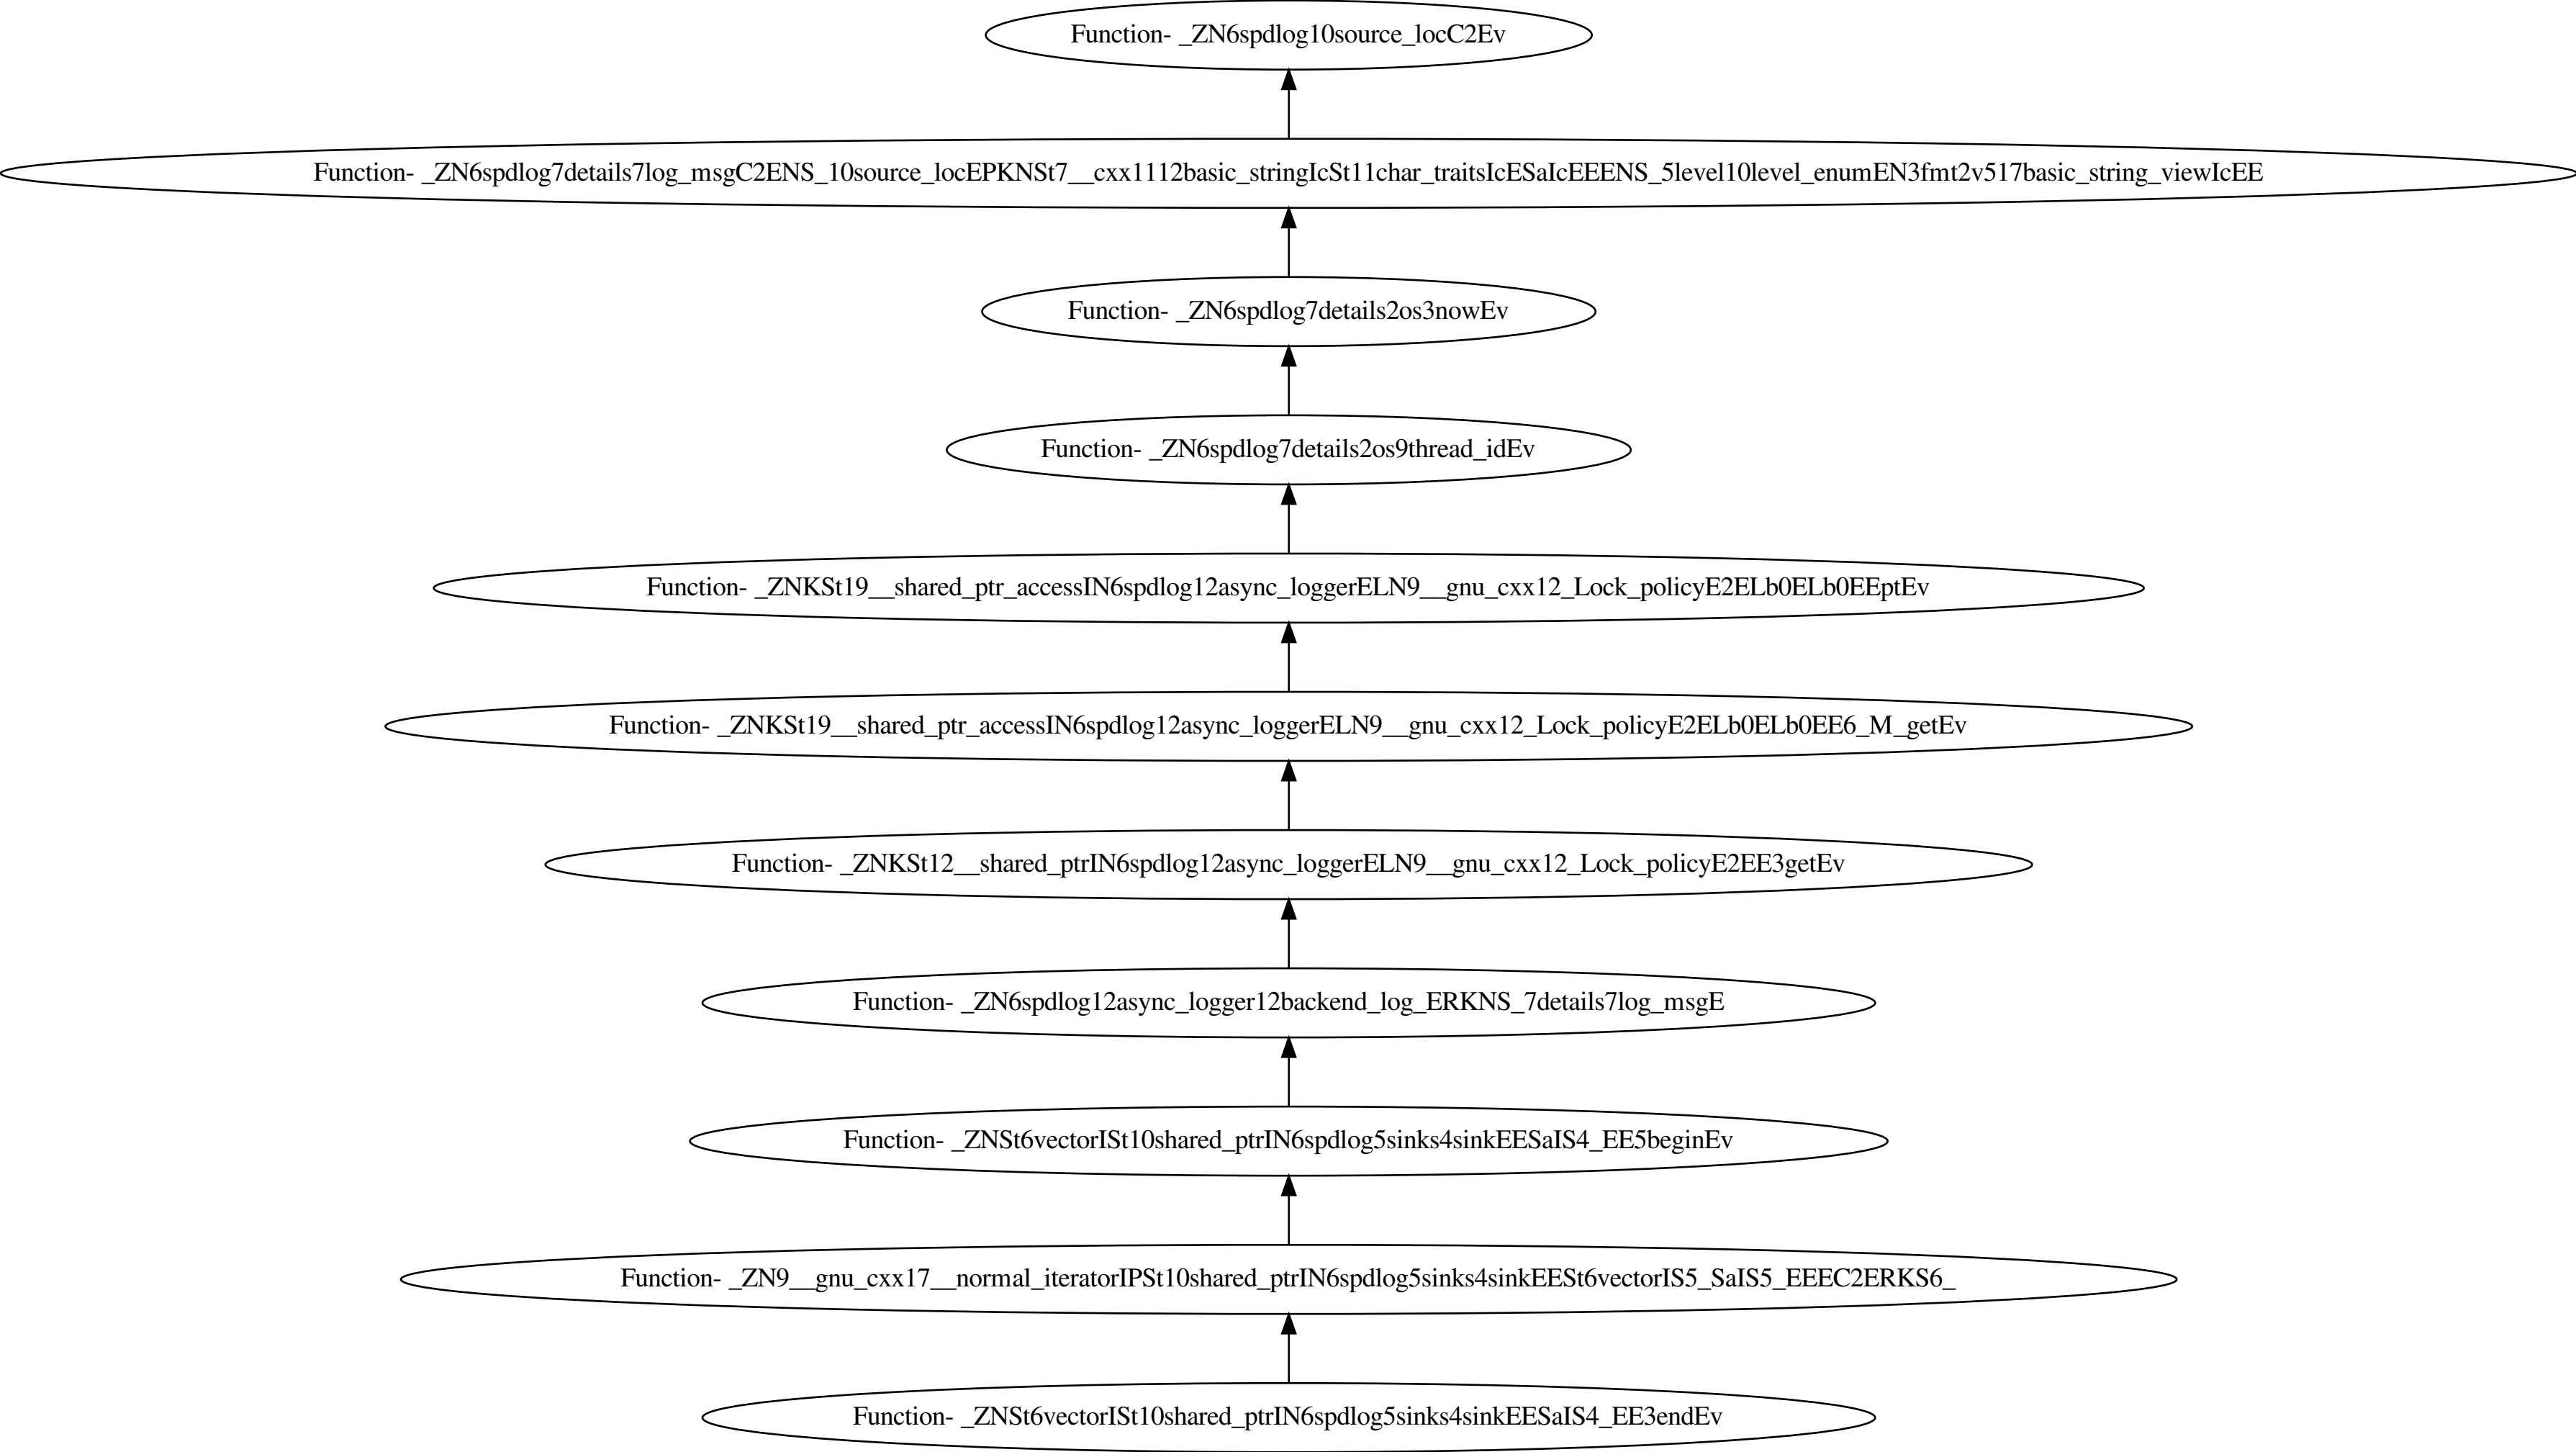 Function- _ZN6spdlog10source_locC2Ev
Function- _ZN6spdlog7details7log_msgC2ENS_10source_locEPKNSt7__cxx1112basic_stringIcSt11char_traitsIcESaIcEEENS_5level10level_enumEN3fmt2v517basic_string_viewIcEE
Function- _ZN6spdlog7details2os3nowEv
Function- _ZN6spdlog7details2os9thread_idEv
Function- _ZNKSt19__shared_ptr_accessIN6spdlog12async_loggerELN9__gnu_cxx12_Lock_policyE2ELb0ELb0EEptEv
Function- _ZNKSt19__shared_ptr_accessIN6spdlog12async_loggerELN9__gnu_cxx12_Lock_policyE2ELb0ELb0EE6_M_getEv
Function- _ZNKSt12__shared_ptrIN6spdlog12async_loggerELN9__gnu_cxx12_Lock_policyE2EE3getEv
Function- _ZN6spdlog12async_logger12backend_log_ERKNS_7details7log_msgE
Function- _ZNSt6vectorISt10shared_ptrIN6spdlog5sinks4sinkEESaIS4_EE5beginEv
Function- _ZN9__gnu_cxx17__normal_iteratorIPSt10shared_ptrIN6spdlog5sinks4sinkEESt6vectorIS5_SaIS5_EEEC2ERKS6_
Function- _ZNSt6vectorISt10shared_ptrIN6spdlog5sinks4sinkEESaIS4_EE3endEv